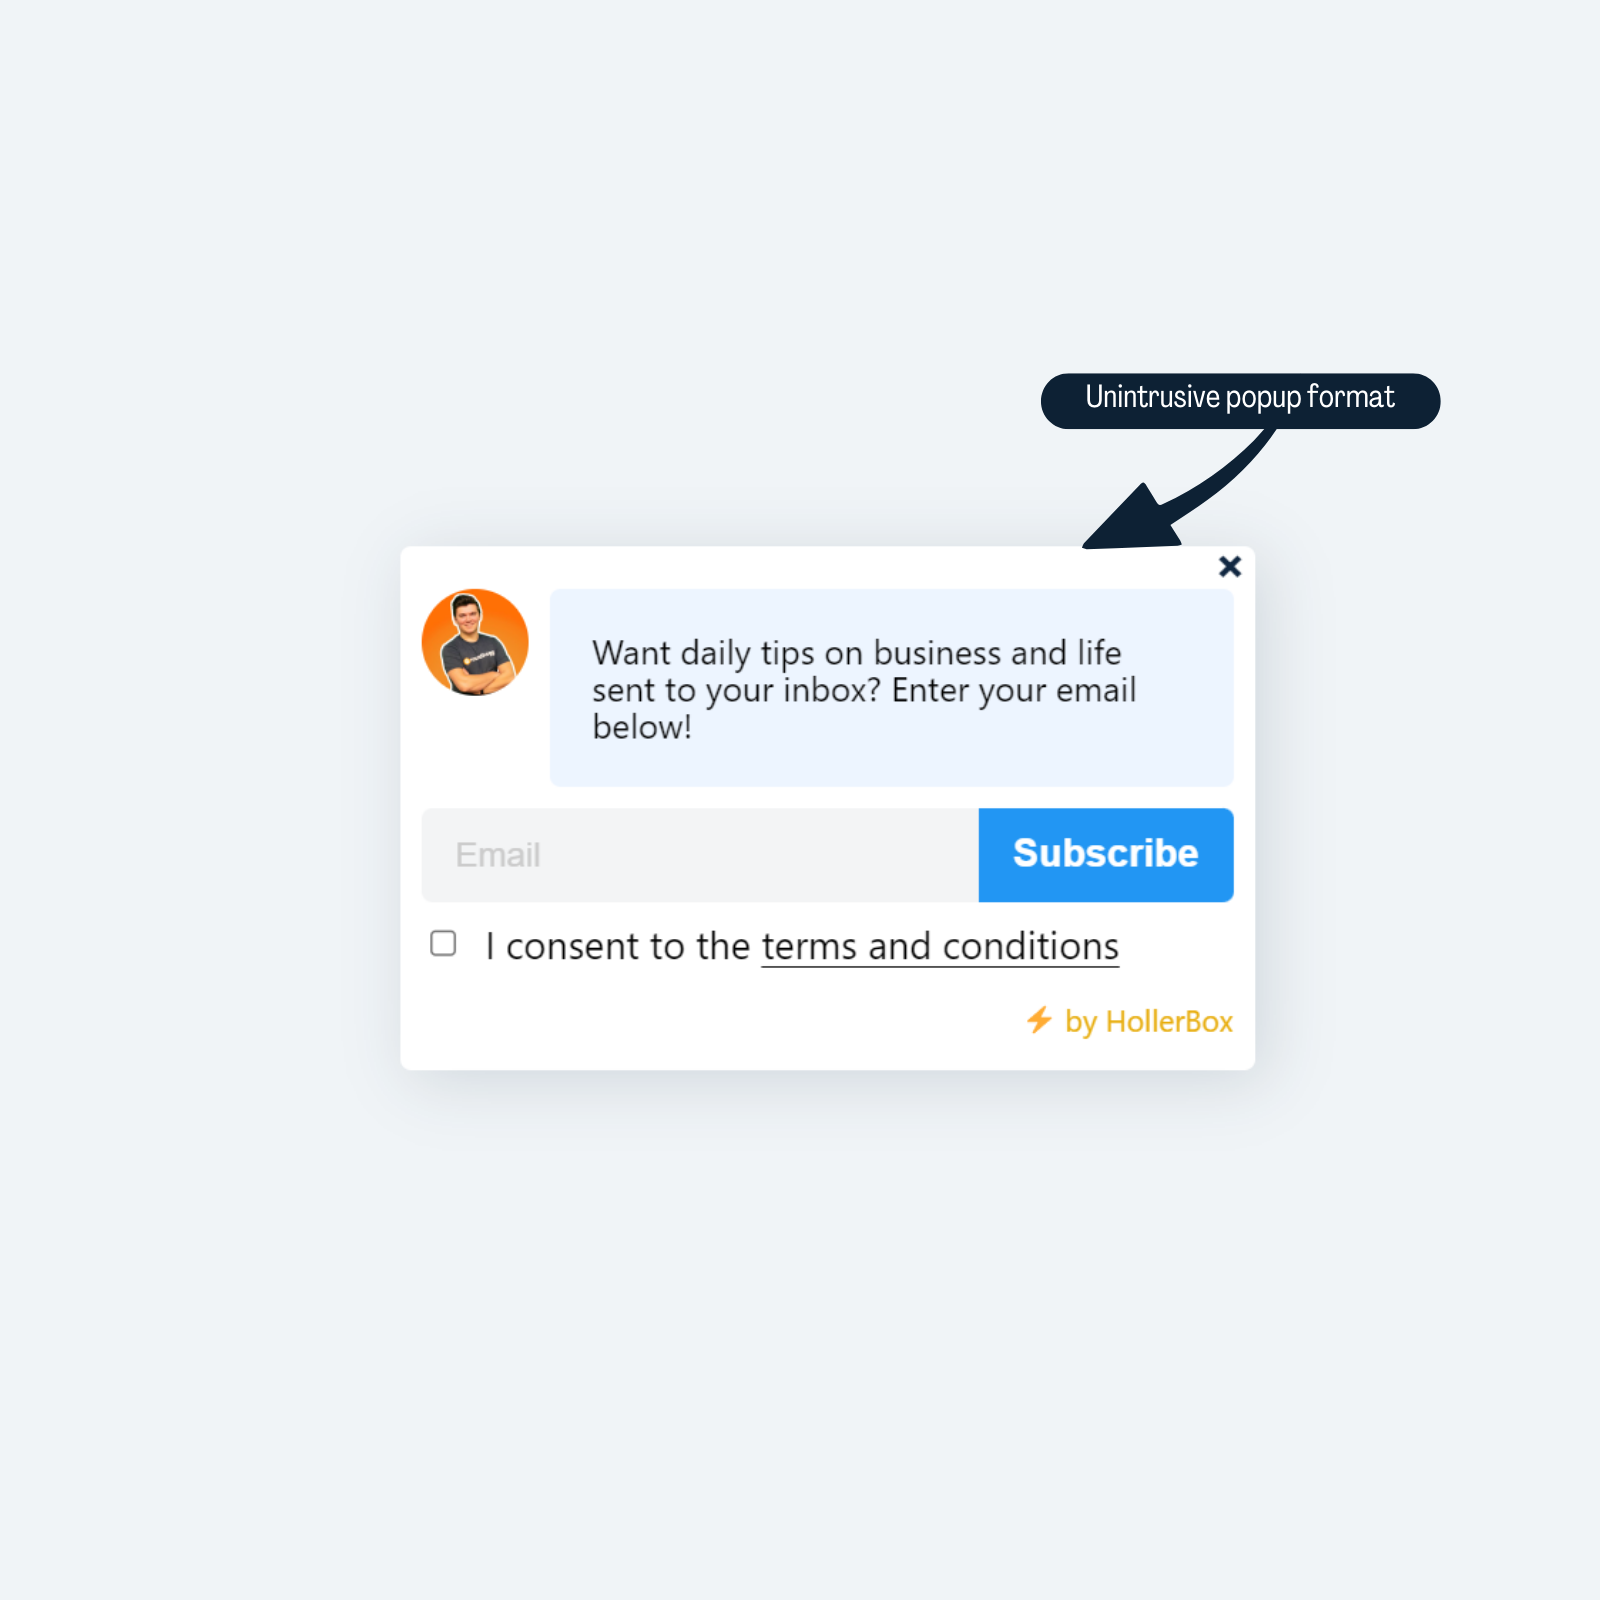 Unintrusive popup format
Want daily tips on business and life
sent to your inbox? Enter your email
below!
Email
Subscribe
I consent to the terms and conditions
by HollerBox